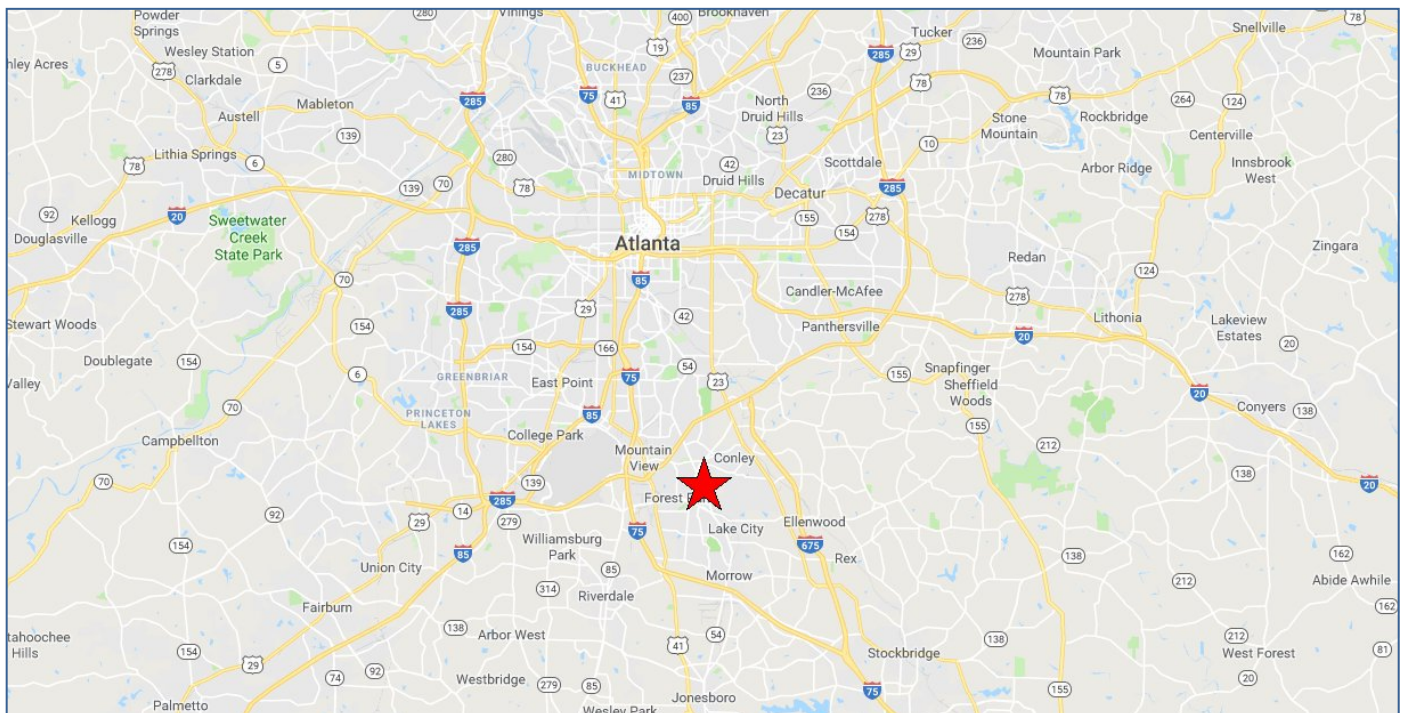 Powder
Springs
280
Vinings
400
Brookhaven
Tucker
236
Snellville
78
Wesley Station
5
19
285
29
Mountain Park
278
Clarkdale
BUCKHEAD
237
78
Mableton
285
75
41
85
North
Druid Hills
236
78
264
124
Austell
139
23
Stone
Mountain
Rockbridge
Centerville
Lithia Springs
6
280
42
Scottdale
10
Innsbrook
West
78
139
70
78
MIDTOWN
Druid Hills
Decatur
285
Arbor Ridge
92
Kellogg
20
Sweetwater
Creek
State Park
155
278
Douglasville
285
Atlanta
154
Redan
Zingara
70
85
Candler-McAfee
278
124
Stewart Woods
285
29
42
Panthersville
Lithonia
Lakeview
Estates
154
20
20
Doublegate
154
154
166
54
Snapfinger
6
GREENBRIAR
East Point
75
23
155
Sheffield
Woods
20
Valley
70
PRINCETON
LAKES
85
Conyers
138
Campbellton
College Park
155
Mountain
View
212
Conley
138
70
139
20
285
Forest
92
29
14
279
75
Lake City
Ellenwood
154
Williamsburg
Park
675
85
Union City
85
Rex
138
162
314
Morrow
212
Abide Awhile
Fairburn
Riverdale
162
138
Arbor West
54
138
212
81
Hills
154
29
41
Stockbridge
West Forest
74
92
Westbridge
279
85
20
Jonesboro
75
155
Palmetto
Wesley Park